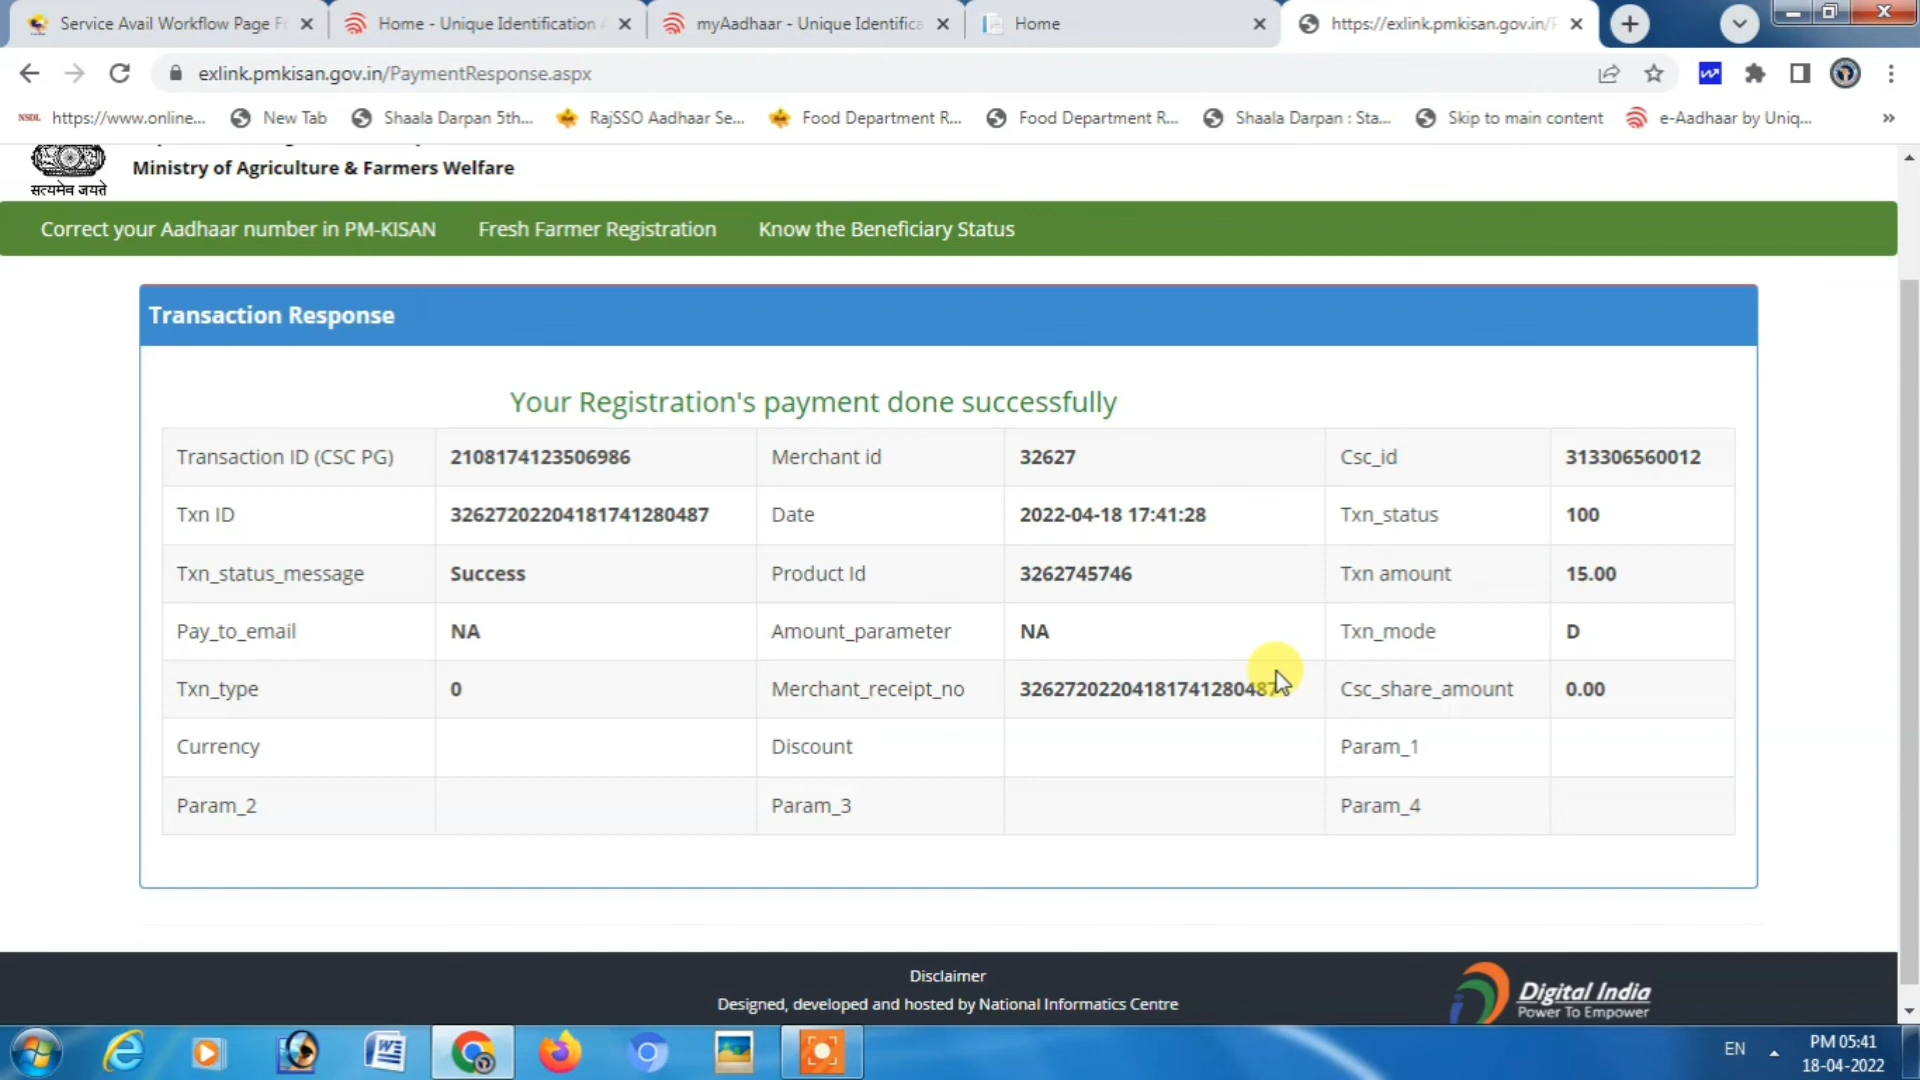 Service Avail Workflow Page F
Home - Unique Identification
myAadhaar - Unique Identifica
Home
https://exlink.pmkisan.gov.in/
exlink.pmkisan.gov.in/PaymentResponse.aspx
NSDL https://www.online...
New Tab
Shaala Darpan 5th...
RajSSO Aadhaar Se...
Food Department R...
Food Department R...
Shaala Darpan : Sta...
Skip to main content
e-Aadhaar by Uniq...
»
सत्यमेव जयते
Ministry of Agriculture & Farmers Welfare
Correct your Aadhaar number in PM-KISAN Fresh Farmer Registration Know the Beneficiary Status
Transaction Response
Your Registration's payment done successfully
Transaction ID (CSC PG) 2108174123506986 Merchant id 32627 Csc_id 313306560012
Txn ID 32627202204181741280487 Date 2022-04-18 17:41:28 Txn_status 100
Txn_status_message Success Product Id 3262745746 Txn amount 15.00
Pay_to_email NA Amount_parameter NA Txn_mode D
Txn_type 0 Merchant_receipt_no 32627202204181741280487 Csc_share_amount 0.00
Currency Discount Param_1
Param_2 Param_3 Param_4
Disclaimer
Designed, developed and hosted by National Informatics Centre
Digital India
Power To Empower
EN
PM 05:41
18-04-2022